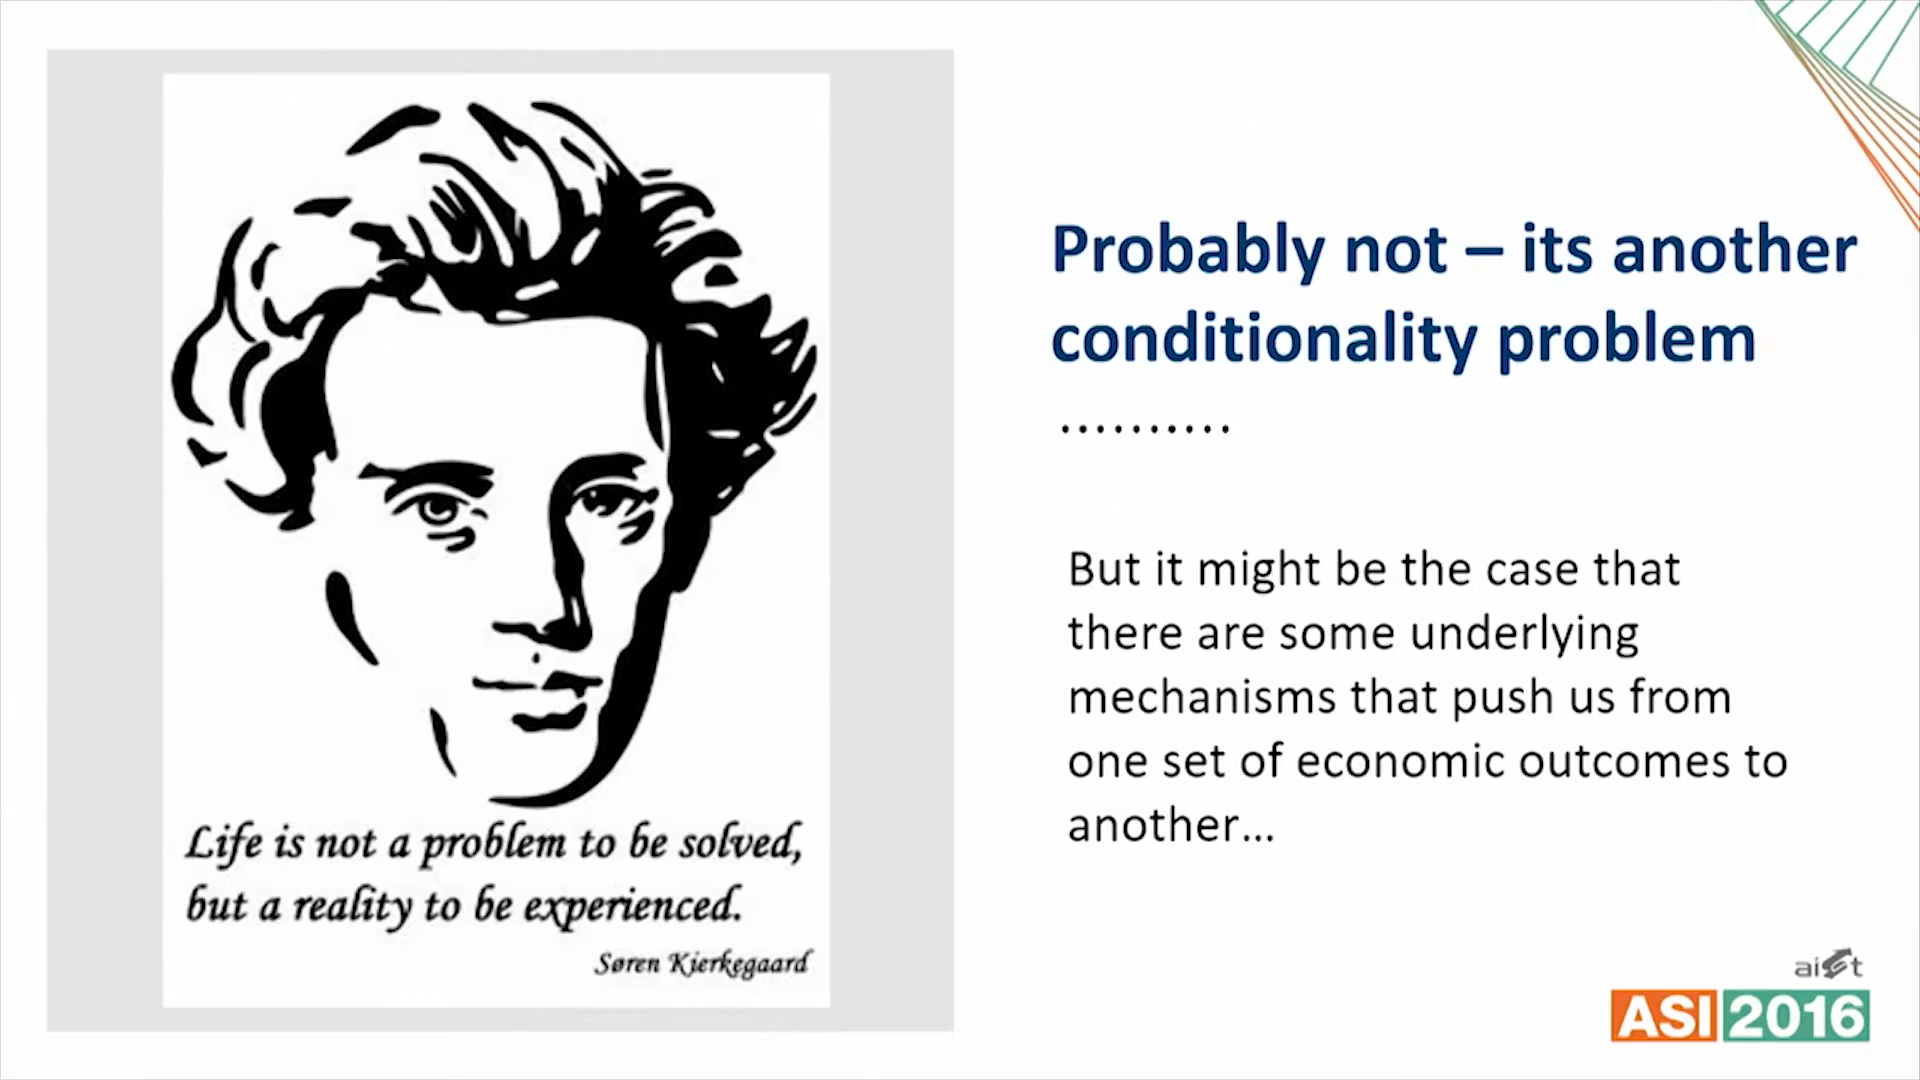 Life is not a problem to be solved,
but a reality to be experienced.
Søren Kierkegaard
Probably not – its another
conditionality problem
..........
But it might be the case that
there are some underlying
mechanisms that push us from
one set of economic outcomes to
another...
aist
ASI 2016